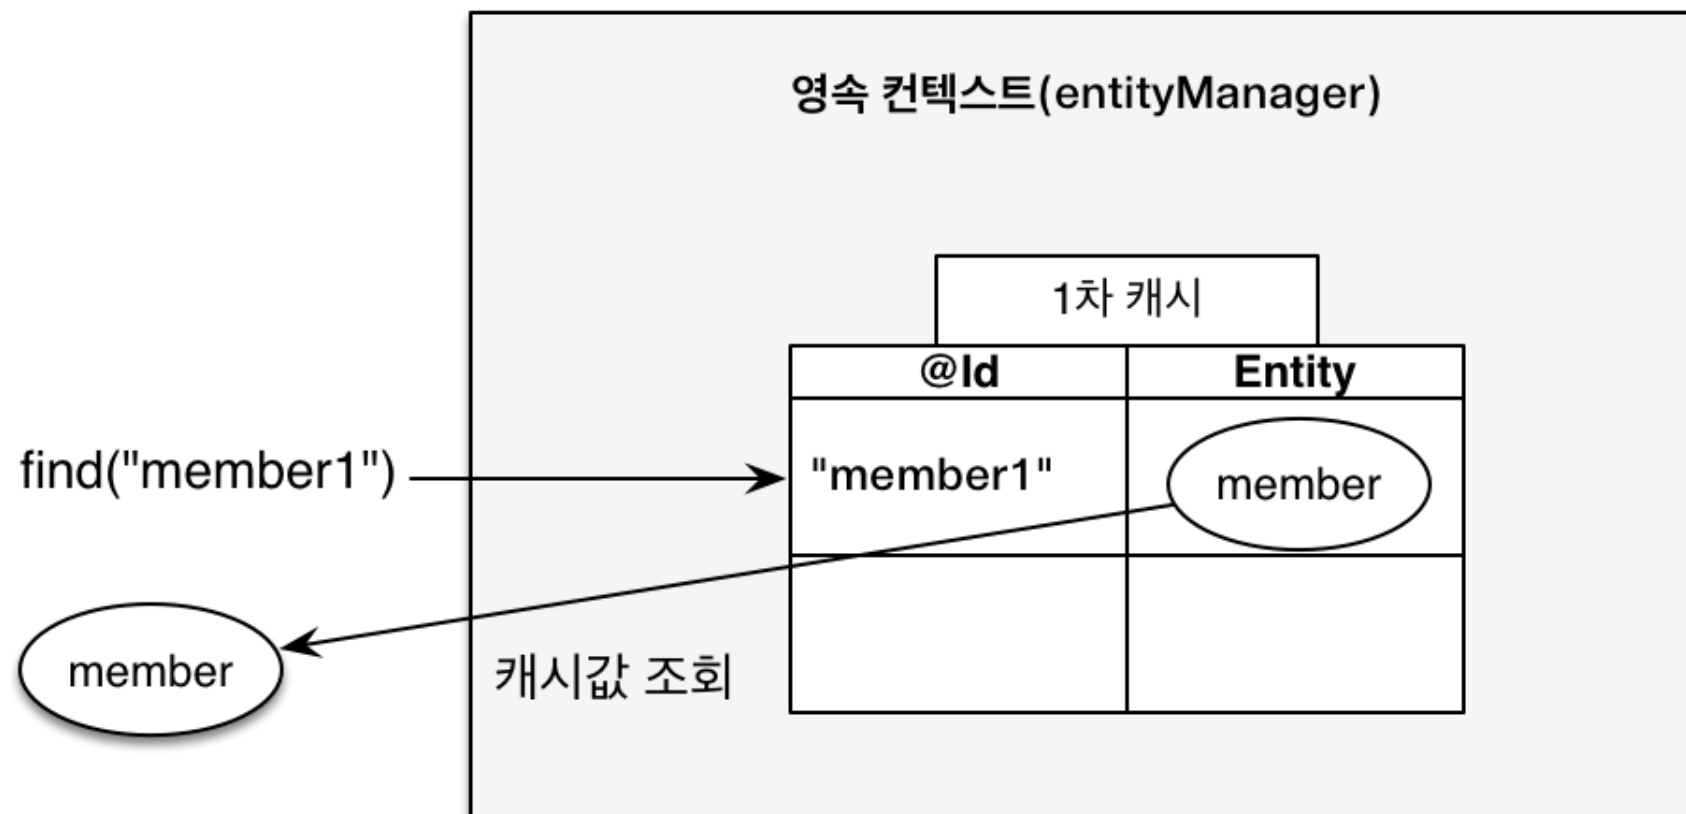 영속 컨텍스트(entityManager)
1차 캐시
@Id Entity
find("member1")
"member1" member
member
캐시값 조회